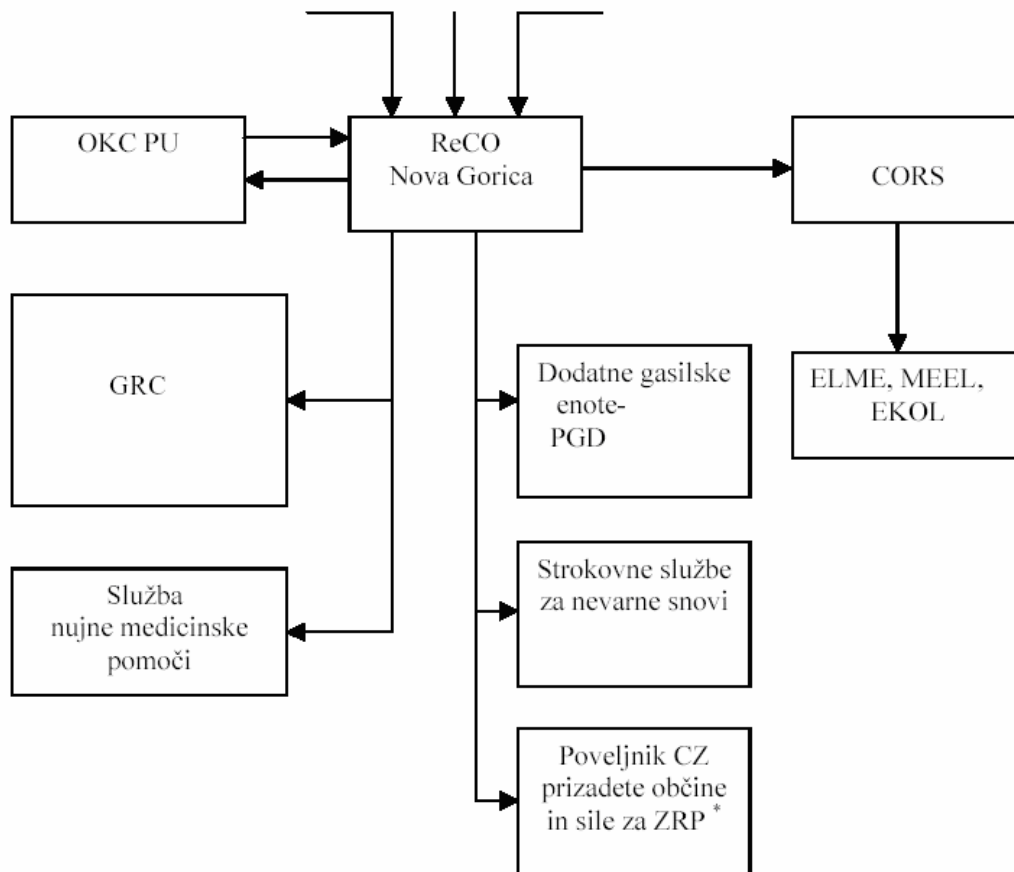 OKC PU
ReCO
Nova Gorica
CORS
GRC
Dodatne gasilske
enote-
PGD
ELME, MEEL,
EKOL
Služba
nujne medicinske
pomoči
Strokovne službe
za nevarne snovi
Poveljnik CZ
prizadete občine
in sile za ZRP *